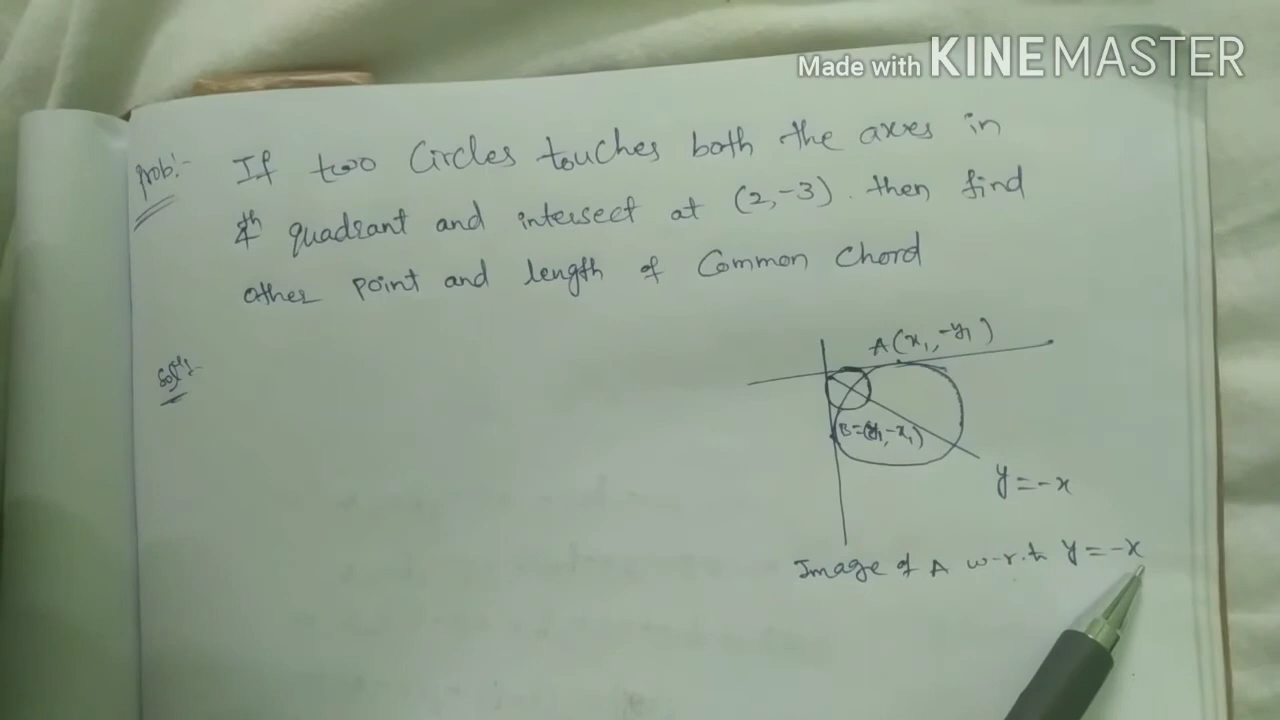 Made with KINEMASTER
Prob:- If two Circles touches both the axes in
4th quadrant and intersect at (2,-3). then find
other point and length of Common Chord
Sol:-
A(x₁,-y₁)
B=(y₁,-x₁)
y=-x
Image of A w.r.to y=-x